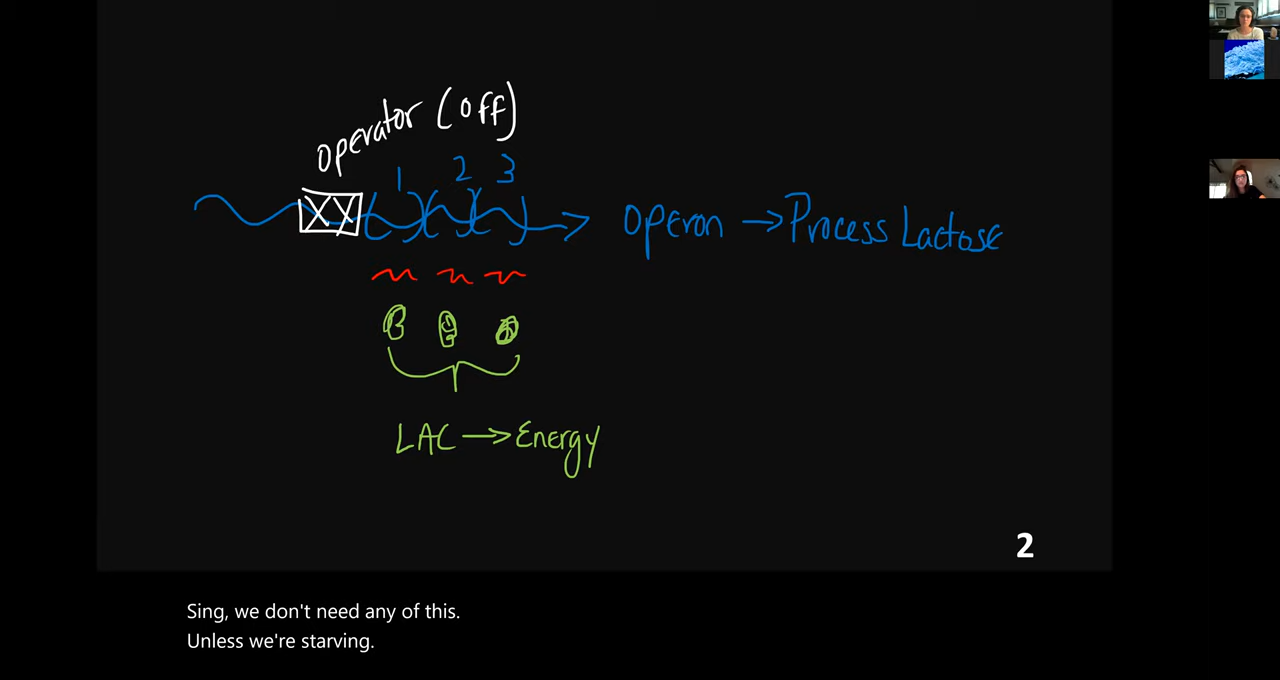 operator (off)
1 2 3
operon → Process Lactose
LAC → Energy
2
Sing, we don't need any of this.
Unless we're starving.